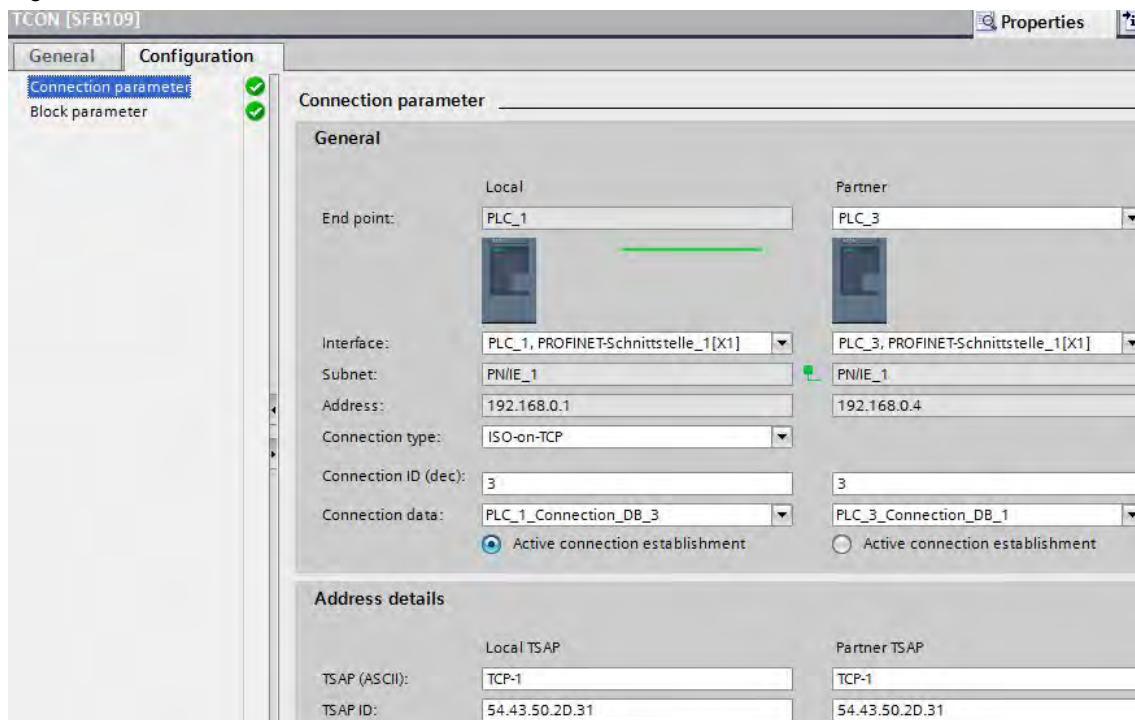 TCON [SFB109]
Properties
General Configuration
Connection parameter
Block parameter
Connection parameter
General
Local Partner
End point: PLC_1 PLC_3
Interface: PLC_1, PROFINET-Schnittstelle_1[X1] PLC_3, PROFINET-Schnittstelle_1[X1]
Subnet: PN/IE_1 PN/IE_1
Address: 192.168.0.1 192.168.0.4
Connection type: ISO-on-TCP
Connection ID (dec): 3 3
Connection data: PLC_1_Connection_DB_3 PLC_3_Connection_DB_1
Active connection establishment Active connection establishment
Address details
Local TSAP Partner TSAP
TSAP (ASCII): TCP-1 TCP-1
TSAP ID: 54.43.50.2D.31 54.43.50.2D.31